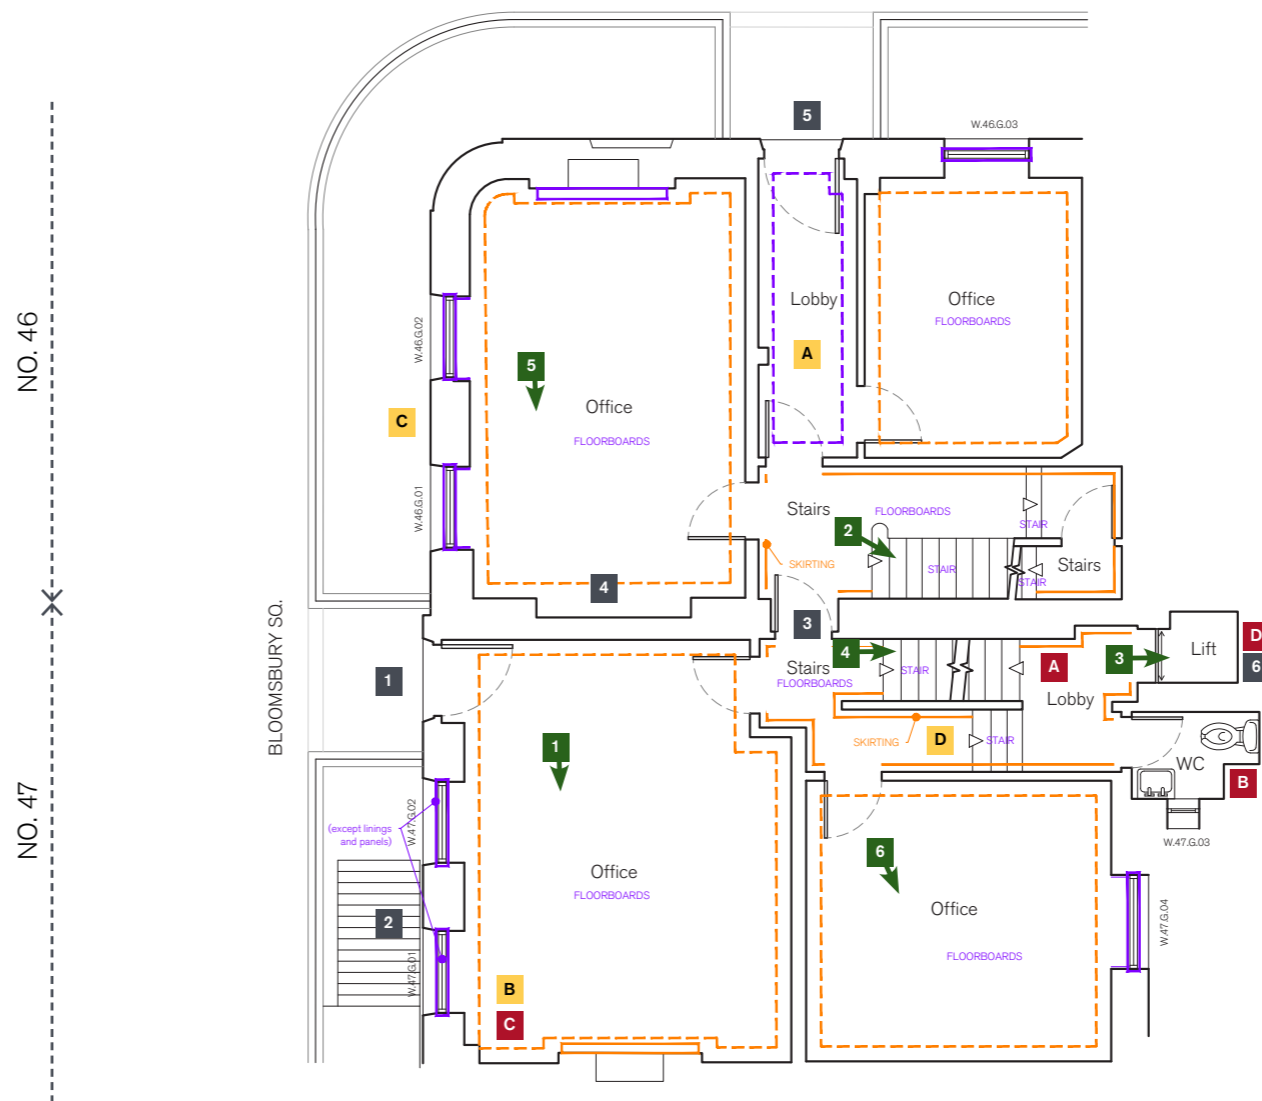 5
W.46.G.03
NO. 46
Lobby
Office
FLOORBOARDS
W.46.G.02
A
5
Office
FLOORBOARDS
C
W.46.G.01
Stairs
FLOORBOARDS
STAIR
2
SKIRTING
STAIR
STAIR
Stairs
4
BLOOMSBURY SQ.
3
1
Stairs
FLOORBOARDS
4
STAIR
A
3
Lift
D
6
Lobby
SKIRTING
D
STAIR
WC
B
1
NO. 47
W.47.G.02
(except linings
and panels)
W.47.G.03
6
Office
FLOORBOARDS
Office
FLOORBOARDS
W.47.G.04
2
W.47.G.01
B
C